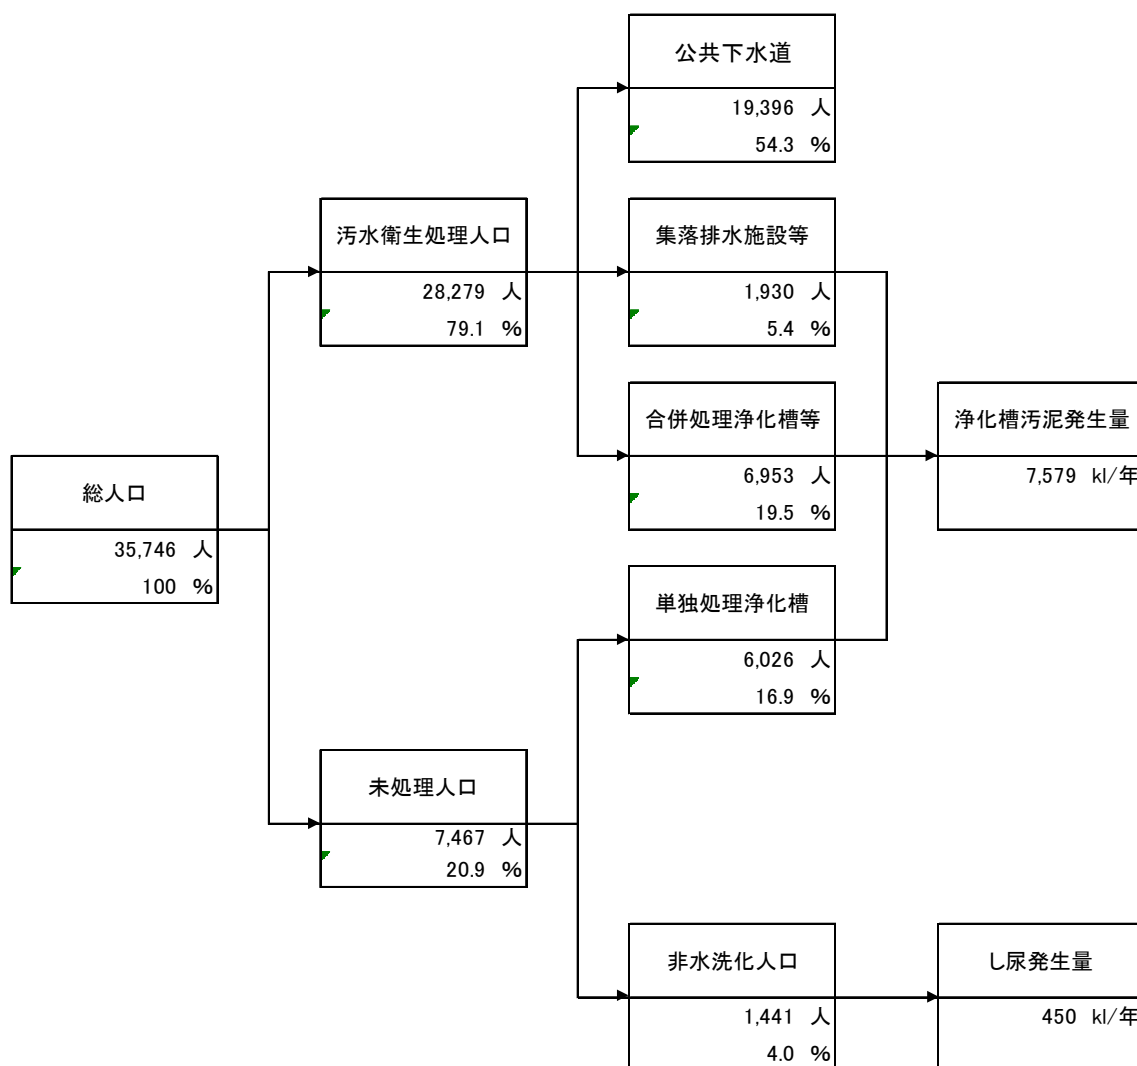 公共下水道
19,396 人
54.3 %
汚水衛生処理人口
28,279 人
79.1 %
集落排水施設等
1,930 人
5.4 %
合併処理浄化槽等
6,953 人
19.5 %
浄化槽汚泥発生量
7,579 kl/年
総人口
35,746 人
100 %
単独処理浄化槽
6,026 人
16.9 %
未処理人口
7,467 人
20.9 %
非水洗化人口
1,441 人
4.0 %
し尿発生量
450 kl/年